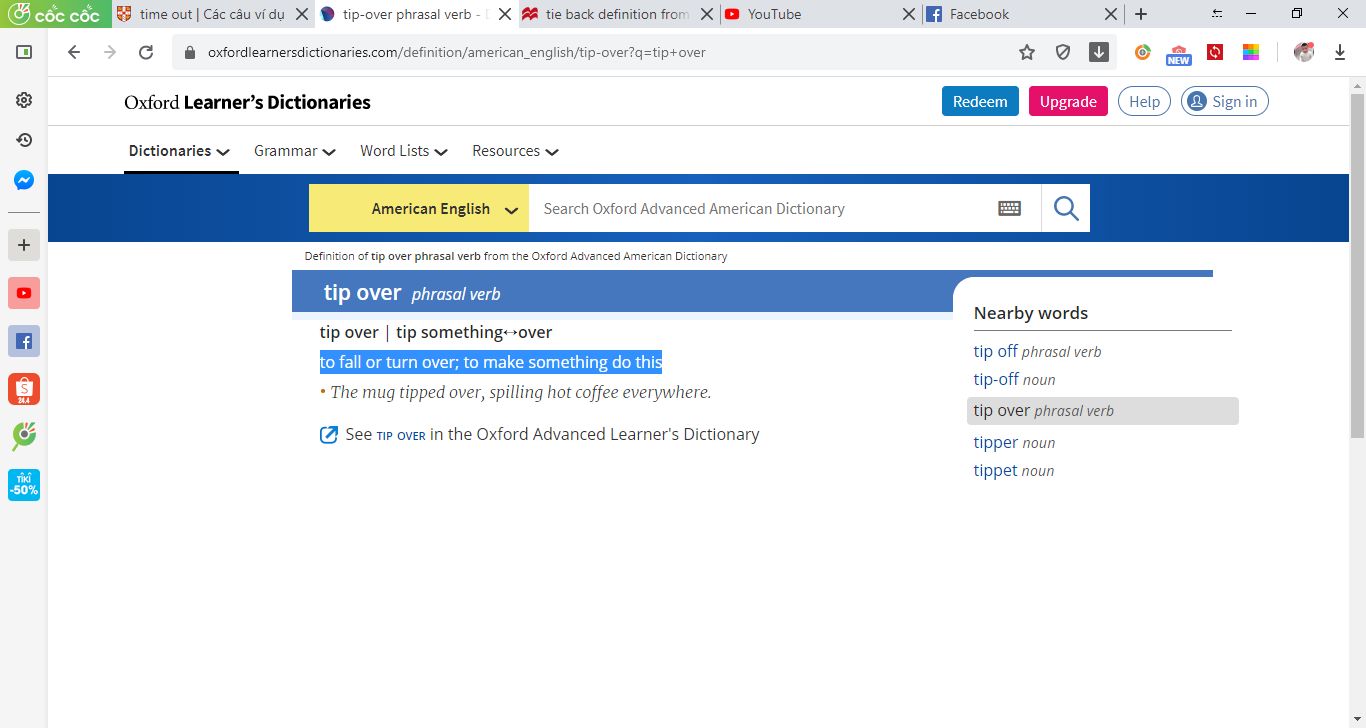 cốc cốc
time out | Các câu ví dụ
tip-over phrasal verb -
tie back definition from
YouTube
Facebook
oxfordlearnersdictionaries.com/definition/american_english/tip-over?q=tip+over
NEW
Oxford Learner's Dictionaries
Redeem
Upgrade
Help
Sign in
Dictionaries
Grammar
Word Lists
Resources
American English
Search Oxford Advanced American Dictionary
Definition of tip over phrasal verb from the Oxford Advanced American Dictionary
tip over phrasal verb
tip over | tip something↔over
to fall or turn over; to make something do this
• The mug tipped over, spilling hot coffee everywhere.
See TIP OVER in the Oxford Advanced Learner's Dictionary
Nearby words
tip off phrasal verb
tip-off noun
tip over phrasal verb
tipper noun
tippet noun
S
24.4
TIKI
-50%